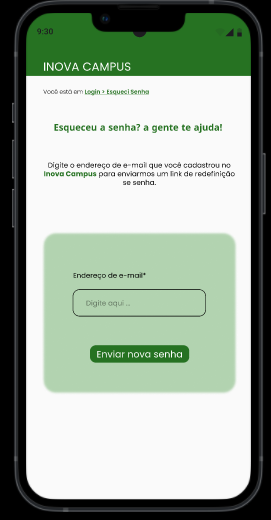 9:30
INOVA CAMPUS
Você está em Login > Esqueci Senha
Esqueceu a senha? a gente te ajuda!
Digite o endereço de e-mail que você cadastrou no
Inova Campus para enviarmos um link de redefinição
se senha.
Endereço de e-mail*
Digite aqui ...
Enviar nova senha